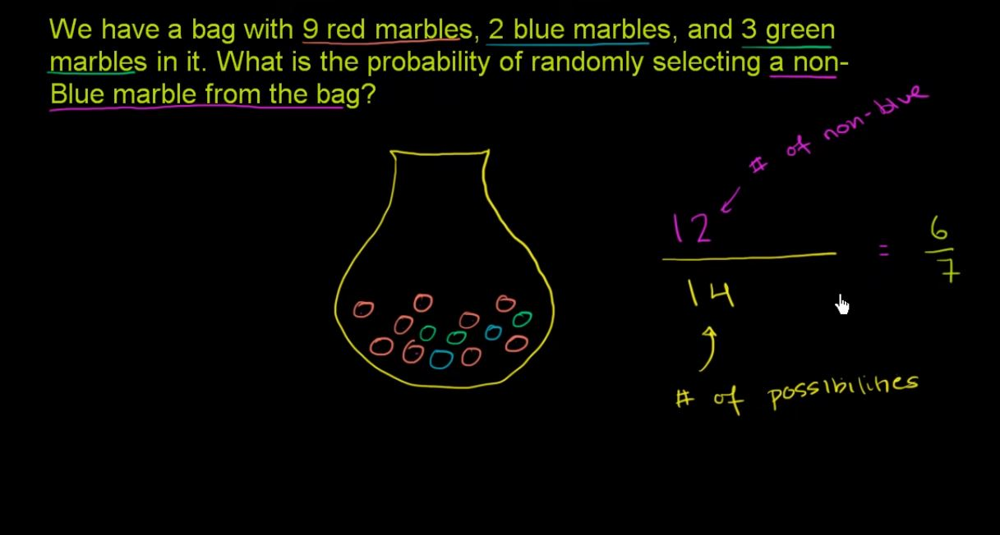 We have a bag with 9 red marbles, 2 blue marbles, and 3 green
marbles in it. What is the probability of randomly selecting a non-
Blue marble from the bag?
# of non-blue
12
14
=
6
7
# of possibilities